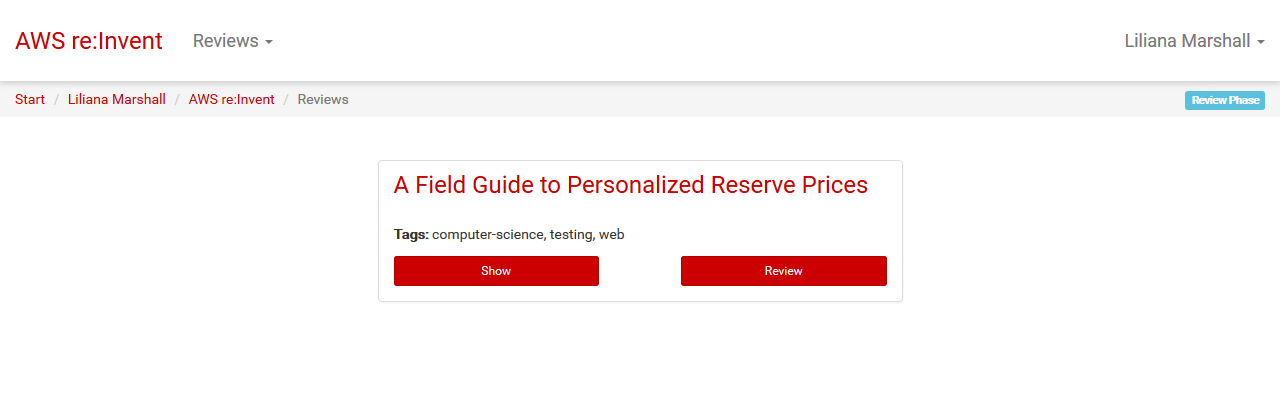 AWS re:Invent Reviews Liliana Marshall
Start / Liliana Marshall / AWS re:Invent / Reviews Review Phase
A Field Guide to Personalized Reserve Prices
Tags: computer-science, testing, web
Show Review